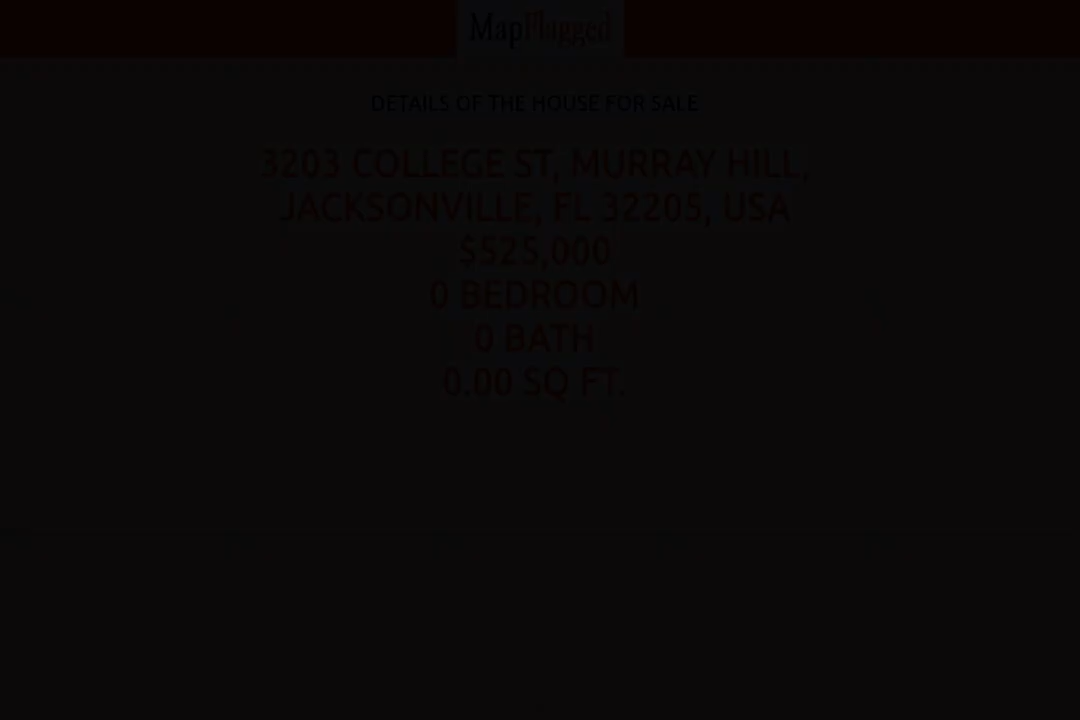 MapFlagged
DETAILS OF THE HOUSE FOR SALE
3203 COLLEGE ST, MURRAY HILL,
JACKSONVILLE, FL 32205, USA
$525,000
0 BEDROOM
0 BATH
0.00 SQ FT.